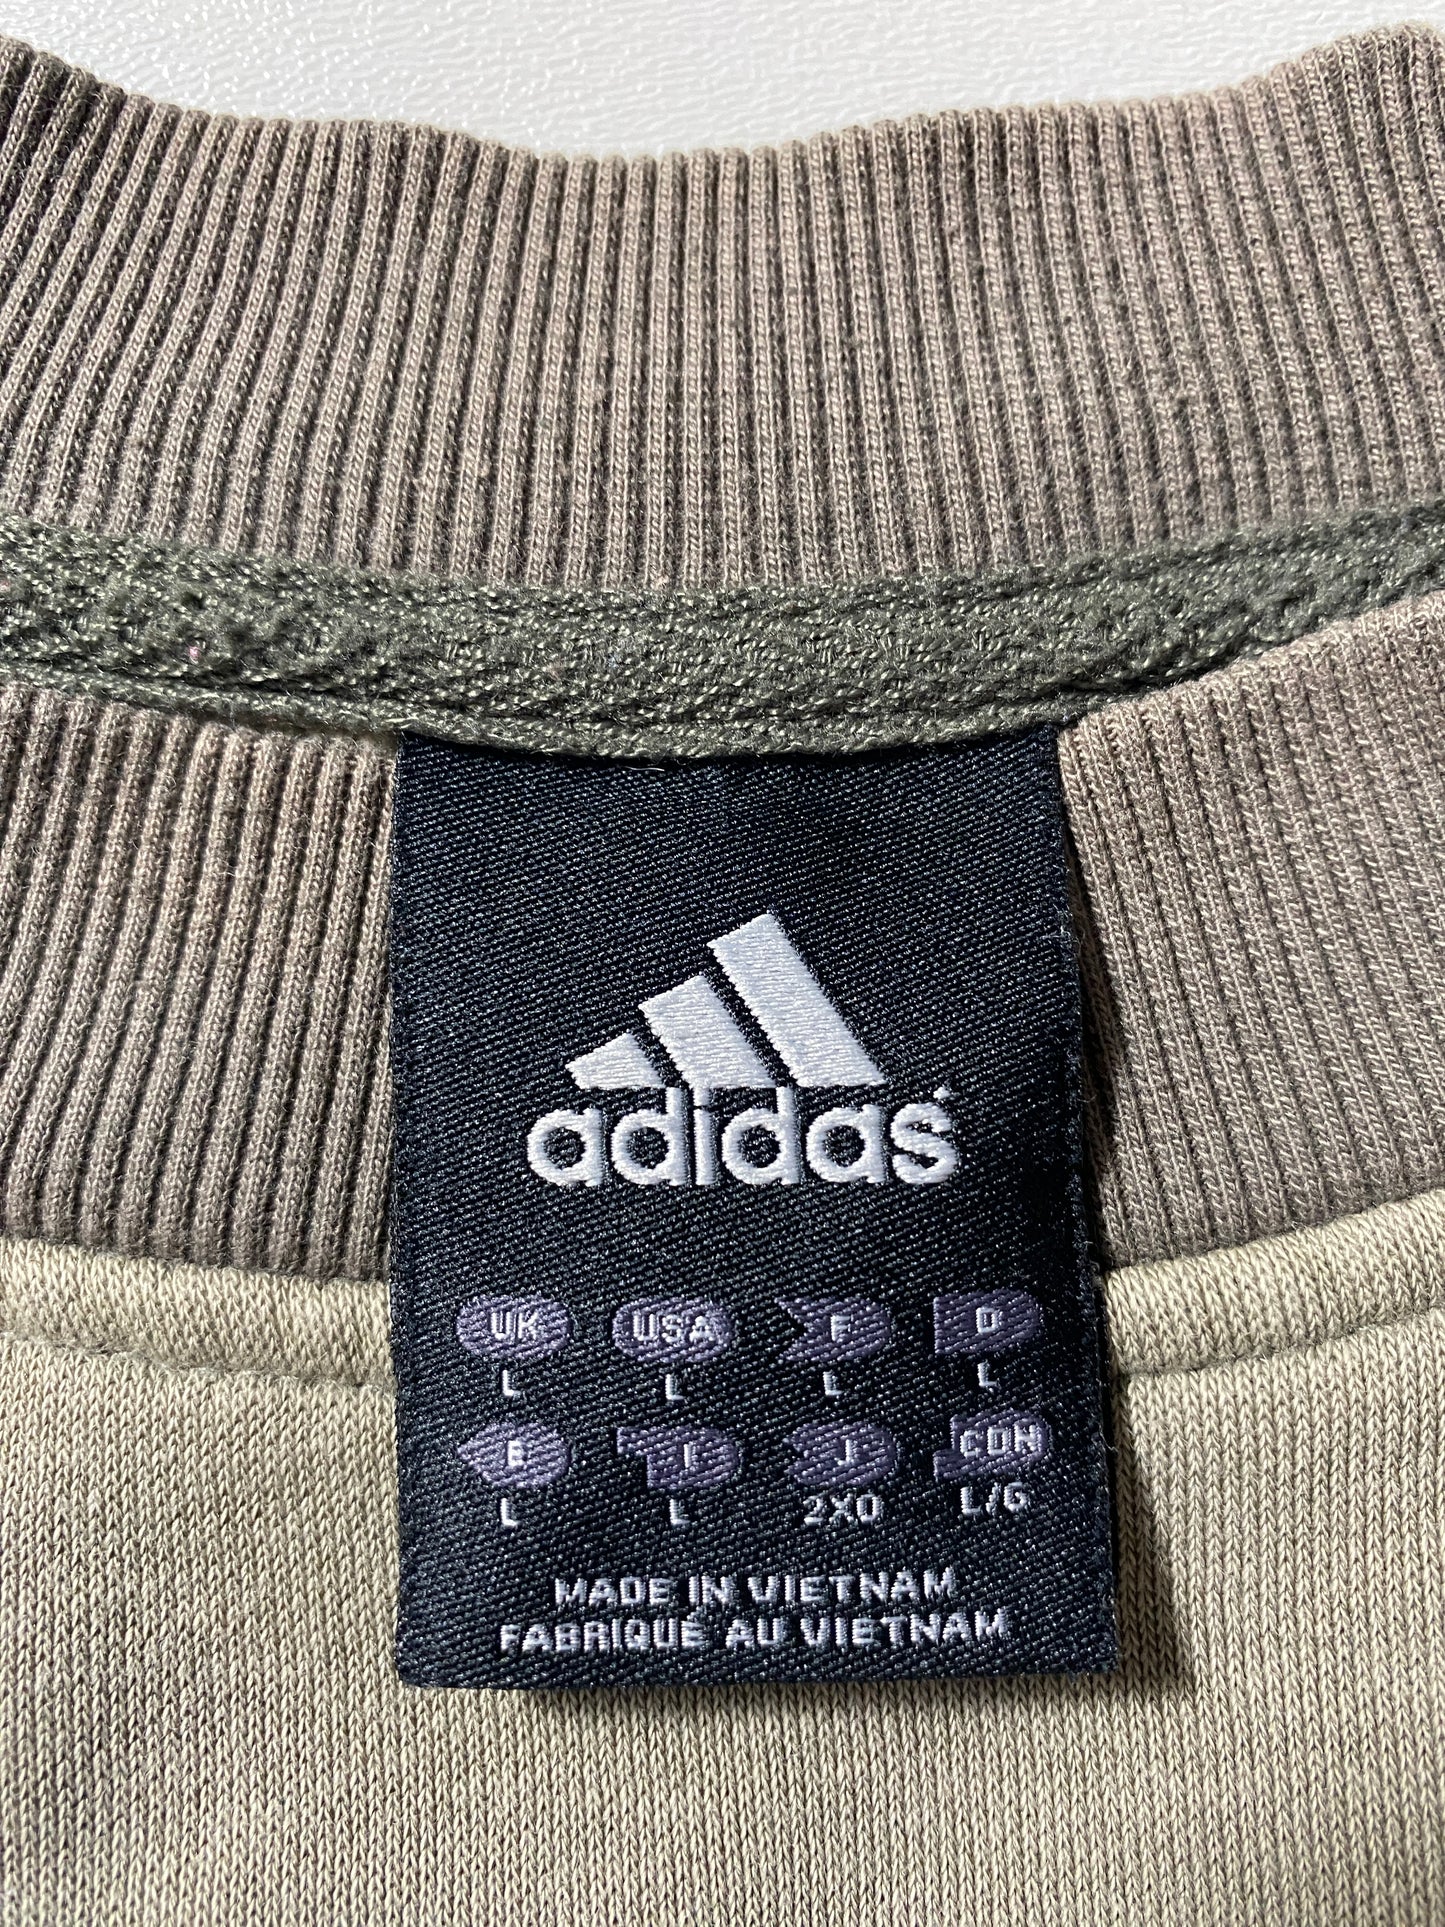 adidas
UK USA F D
L L L L
E I J CDN
L L 2XO L/G
MADE IN VIETNAM
FABRIQUÉ AU VIETNAM